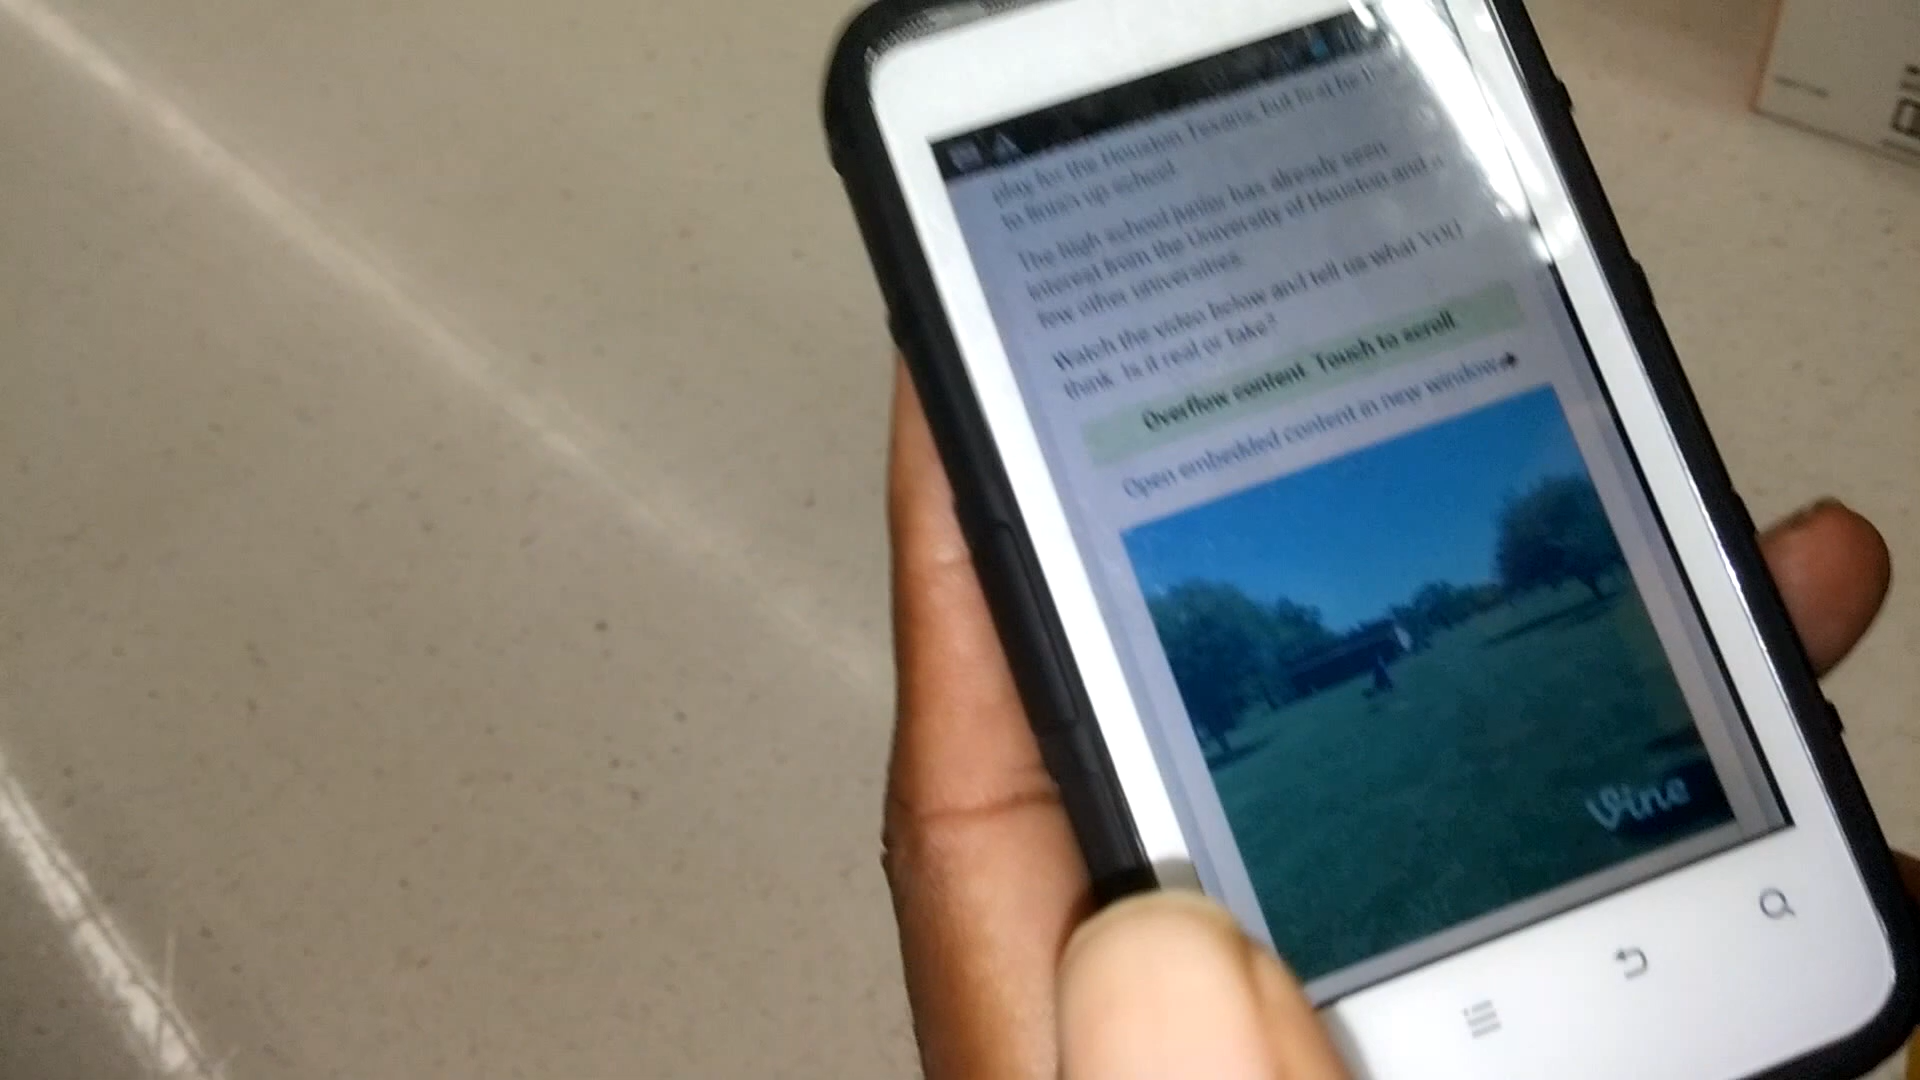 play for the Houston Texans, but first he
to finish up school.
The high school junior has already seen
interest from the University of Houston and a
few other universities.
Watch the video below and tell us what YOU
think. Is it real or fake?
Overflow content. Touch to scroll.
Open embedded content in new window
vine